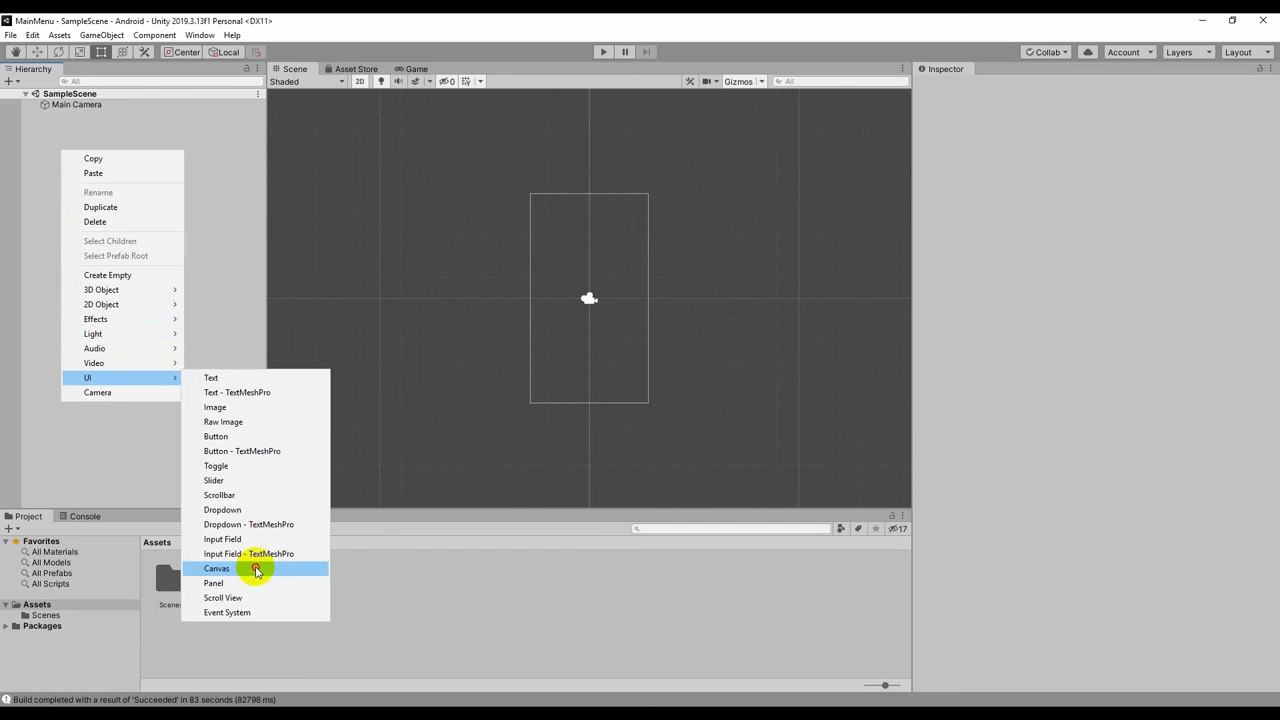 MainMenu - SampleScene - Android - Unity 2019.3.13f1 Personal <DX11>
File Edit Assets GameObject Component Window Help
Center Local Collab Account Layers Layout
Hierarchy Scene Asset Store Game Inspector
All Shaded 2D 0 Gizmos All
SampleScene
Main Camera
Copy
Paste
Rename
Duplicate
Delete
Select Children
Select Prefab Root
Create Empty
3D Object
2D Object
Effects
Light
Audio
Video
UI
Camera
Text
Text - TextMeshPro
Image
Raw Image
Button
Button - TextMeshPro
Toggle
Slider
Scrollbar
Dropdown
Dropdown - TextMeshPro
Input Field
Input Field - TextMeshPro
Canvas
Panel
Scroll View
Event System
Project Console
17
Favorites
All Materials
All Models
All Prefabs
All Scripts
Assets
Scenes
Packages
Assets
Scenes
Build completed with a result of 'Succeeded' in 83 seconds (82798 ms)